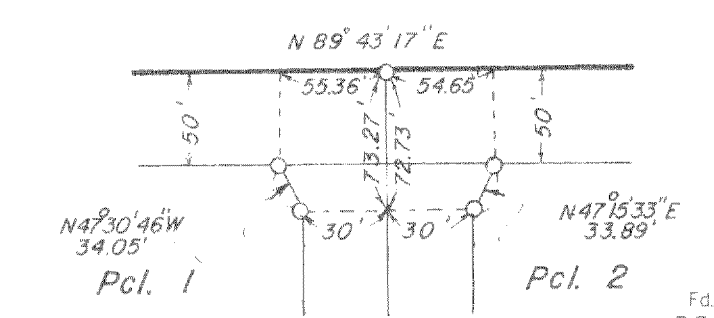 N 89° 43' 17" E
55.36' 54.65'
50' 73.27' 72.73' 50'
N47°30'46"W
34.05'
30' 30'
N47°15'33"E
33.89'
Pcl. 1
Pcl. 2
Fd.